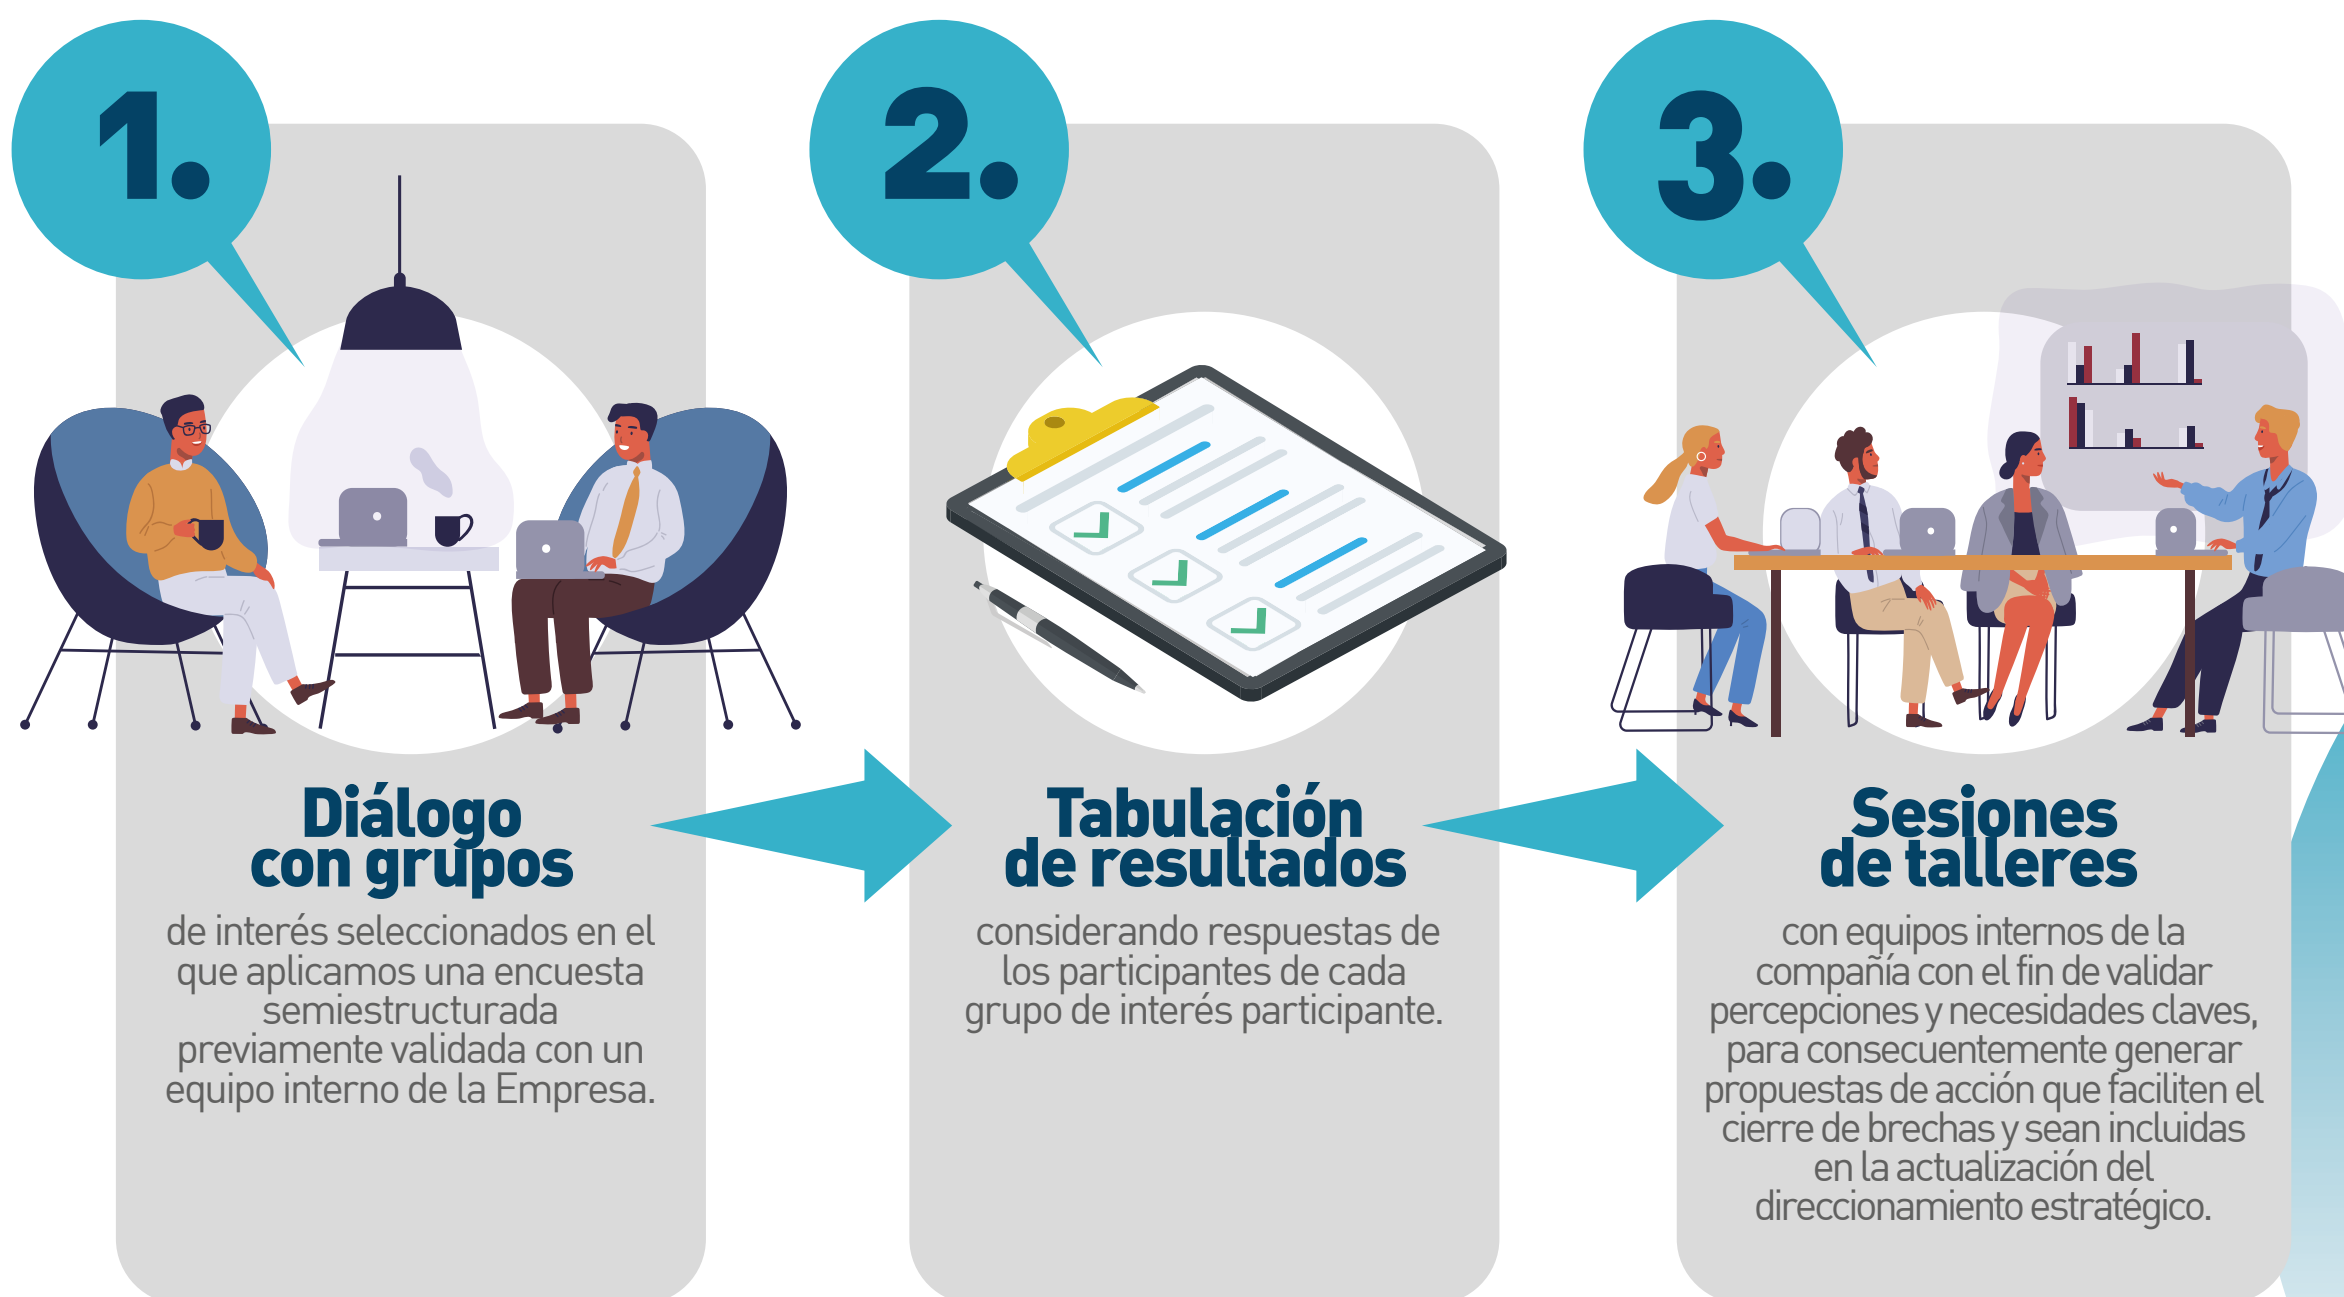 1.
Diálogo
con grupos
de interés seleccionados en el
que aplicamos una encuesta
semiestructurada
previamente validada con un
equipo interno de la Empresa.
2.
Tabulación
de resultados
considerando respuestas de
los participantes de cada
grupo de interés participante.
3.
Sesiones
de talleres
con equipos internos de la
compañía con el fin de validar
percepciones y necesidades claves,
para consecuentemente generar
propuestas de acción que faciliten el
cierre de brechas y sean incluidas
en la actualización del
direccionamiento estratégico.